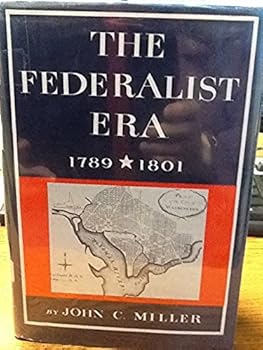 THE
FEDERALIST
ERA
1789 ★ 1801
BY JOHN C. MILLER